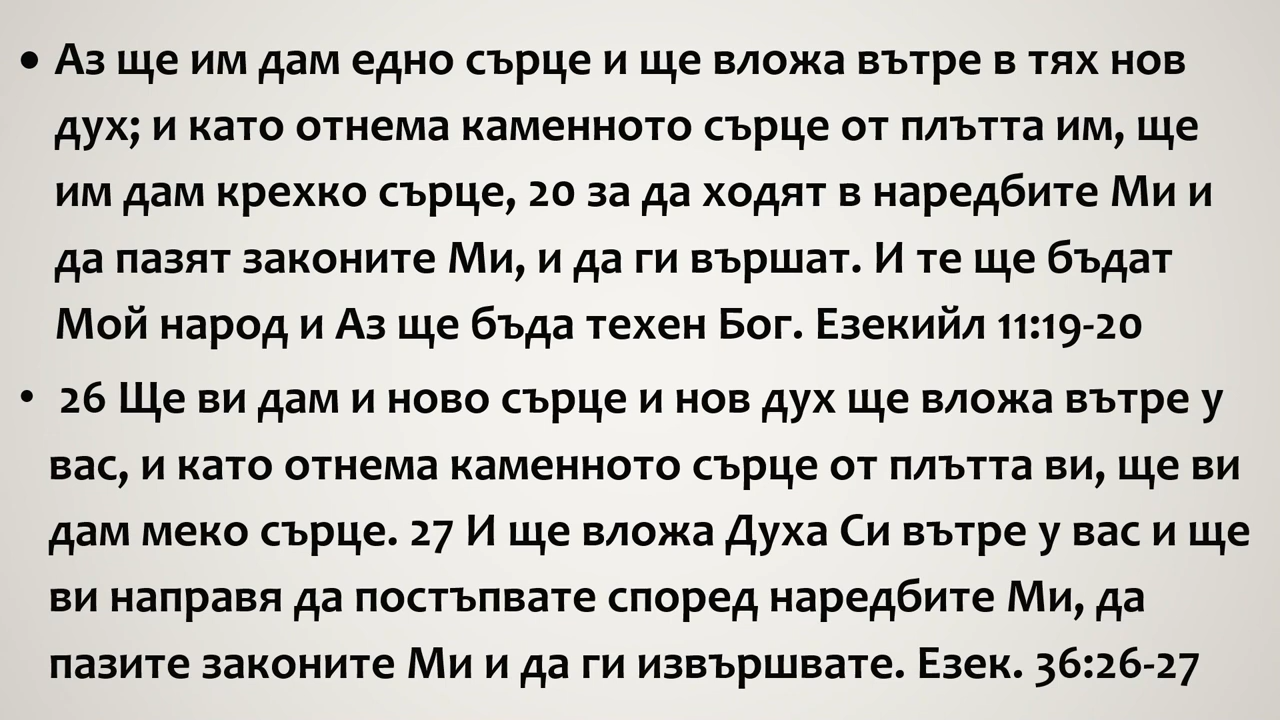 • Аз ще им дам едно сърце и ще вложа вътре в тях нов
дух; и като отнема каменното сърце от плътта им, ще
им дам крехко сърце, 20 за да ходят в наредбите Ми и
да пазят законите Ми, и да ги вършат. И те ще бъдат
Мой народ и Аз ще бъда техен Бог. Езекийл 11:19-20
• 26 Ще ви дам и ново сърце и нов дух ще вложа вътре у
вас, и като отнема каменното сърце от плътта ви, ще ви
дам меко сърце. 27 И ще вложа Духа Си вътре у вас и ще
ви направя да постъпвате според наредбите Ми, да
пазите законите Ми и да ги извършвате. Езек. 36:26-27